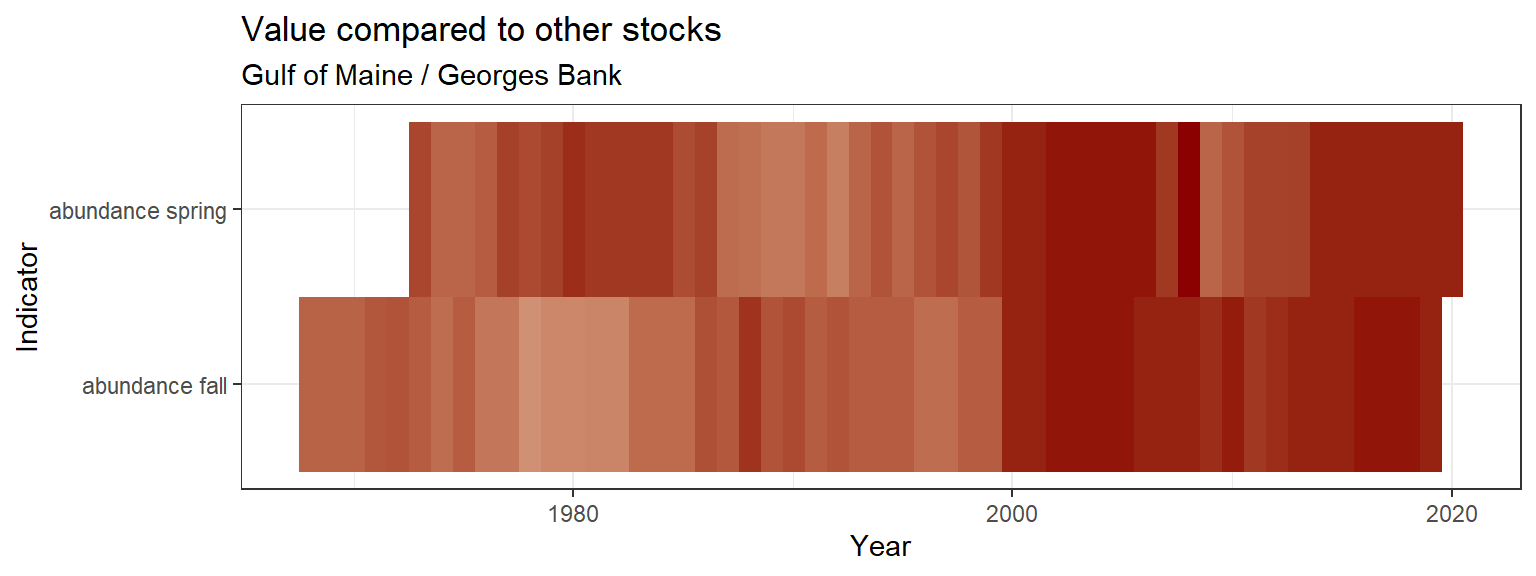 Value compared to other stocks
Gulf of Maine / Georges Bank
Indicator
abundance spring
abundance fall
1980
2000
2020
Year